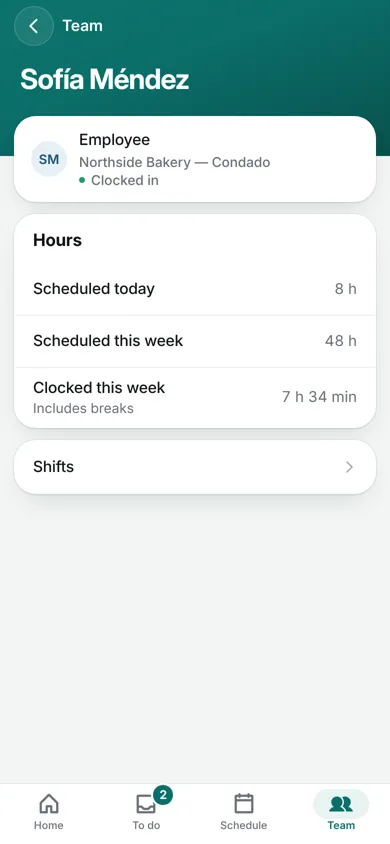 Team
Sofía Méndez
SM
Employee
Northside Bakery — Condado
Clocked in
Hours
Scheduled today
8 h
Scheduled this week
48 h
Clocked this week
Includes breaks
7 h 34 min
Shifts
2
Home
To do
Schedule
Team